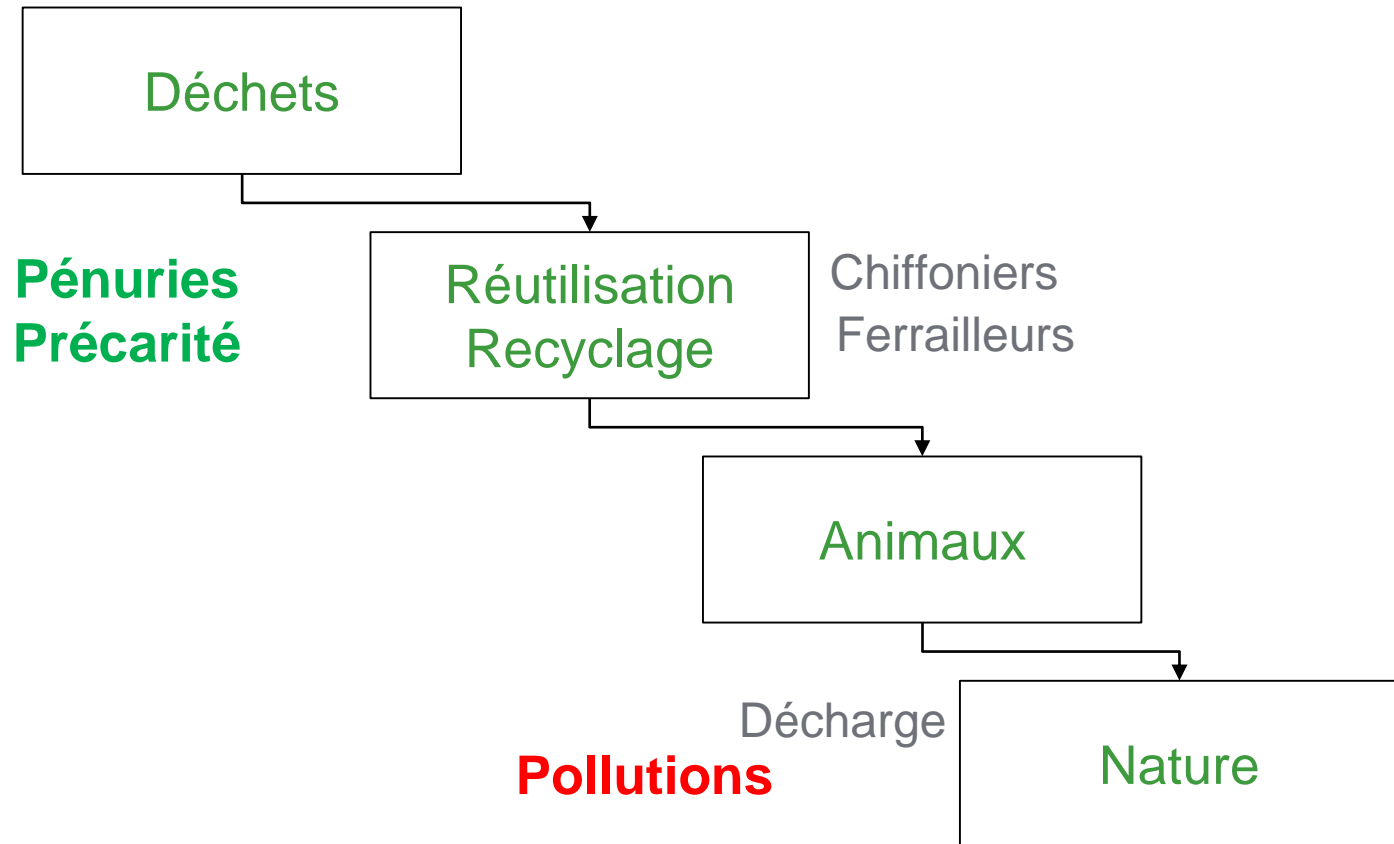 Déchets
Pénuries
Précarité
Réutilisation
Recyclage
Chiffoniers
Ferrailleurs
Animaux
Décharge
Pollutions
Nature